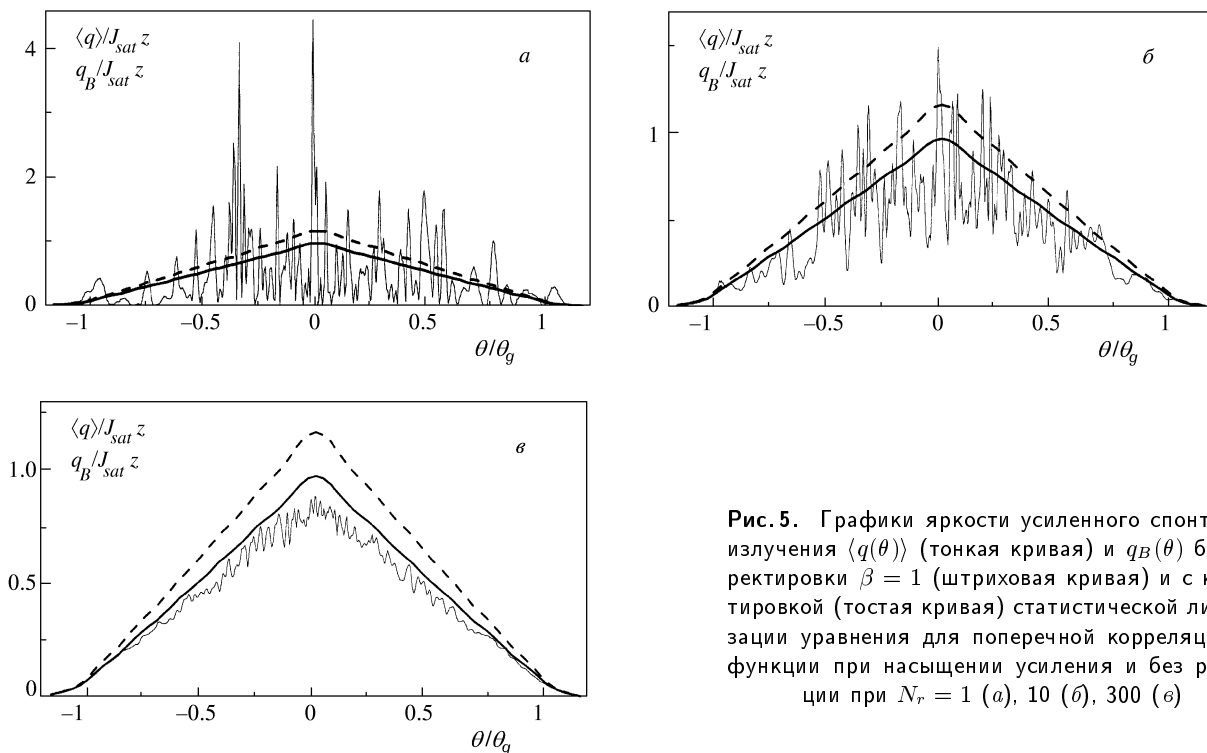 ⟨q⟩/J_sat z
q_B/J_sat z
а
4
2
0
−1 −0.5 0 0.5 1
θ/θ_g
⟨q⟩/J_sat z
q_B/J_sat z
б
1
0
−1 −0.5 0 0.5 1
θ/θ_g
⟨q⟩/J_sat z
q_B/J_sat z
в
1.0
0.5
0
−1 −0.5 0 0.5 1
θ/θ_g
Рис. 5. Графики яркости усиленного спонт
излучения ⟨q(θ)⟩ (тонкая кривая) и q_B(θ) б
ректировки β = 1 (штриховая кривая) и с к
тировкой (тостая кривая) статистической ли
зации уравнения для поперечной корреляц
функции при насыщении усиления и без р
ции при N_r = 1 (а), 10 (б), 300 (в)